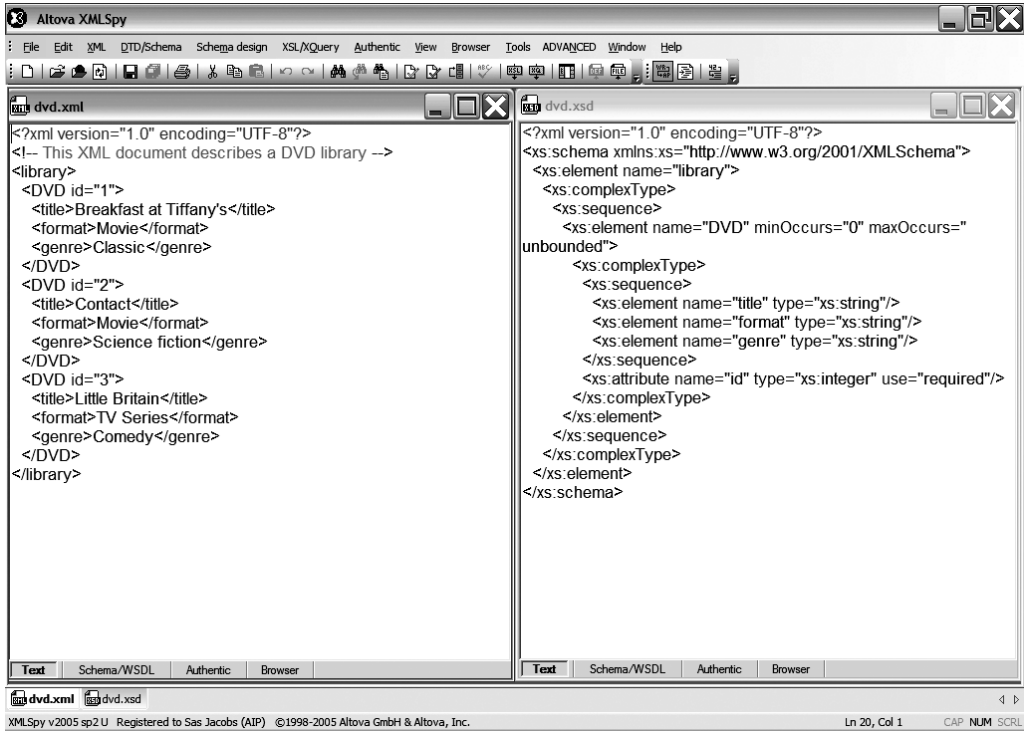 Altova XMLSpy
File Edit XML DTD/Schema Schema design XSL/XQuery Authentic View Browser Tools ADVANCED Window Help
dvd.xml
<?xml version="1.0" encoding="UTF-8"?>
<!-- This XML document describes a DVD library -->
<library>
<DVD id="1">
<title>Breakfast at Tiffany's</title>
<format>Movie</format>
<genre>Classic</genre>
</DVD>
<DVD id="2">
<title>Contact</title>
<format>Movie</format>
<genre>Science fiction</genre>
</DVD>
<DVD id="3">
<title>Little Britain</title>
<format>TV Series</format>
<genre>Comedy</genre>
</DVD>
</library>
Text Schema/WSDL Authentic Browser
dvd.xsd
<?xml version="1.0" encoding="UTF-8"?>
<xs:schema xmlns:xs="http://www.w3.org/2001/XMLSchema">
<xs:element name="library">
<xs:complexType>
<xs:sequence>
<xs:element name="DVD" minOccurs="0" maxOccurs="
unbounded">
<xs:complexType>
<xs:sequence>
<xs:element name="title" type="xs:string"/>
<xs:element name="format" type="xs:string"/>
<xs:element name="genre" type="xs:string"/>
</xs:sequence>
<xs:attribute name="id" type="xs:integer" use="required"/>
</xs:complexType>
</xs:element>
</xs:sequence>
</xs:complexType>
</xs:element>
</xs:schema>
Text Schema/WSDL Authentic Browser
dvd.xml dvd.xsd
XMLSpy v2005 sp2 U Registered to Sas Jacobs (AIP) ©1998-2005 Altova GmbH & Altova, Inc. Ln 20, Col 1 CAP NUM SCRL